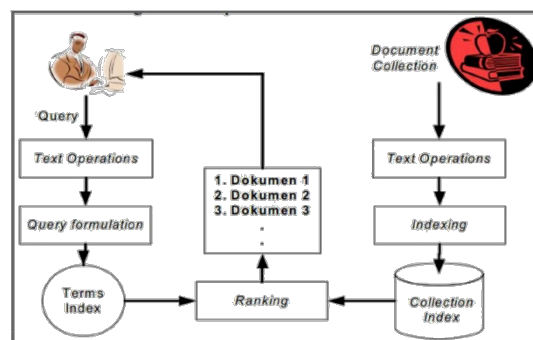 Document
Collection
Query
Text Operations
Text Operations
1. Dokumen 1
2. Dokumen 2
3. Dokumen 3
.
.
Query formulation
Indexing
Terms
Index
Ranking
Collection
Index